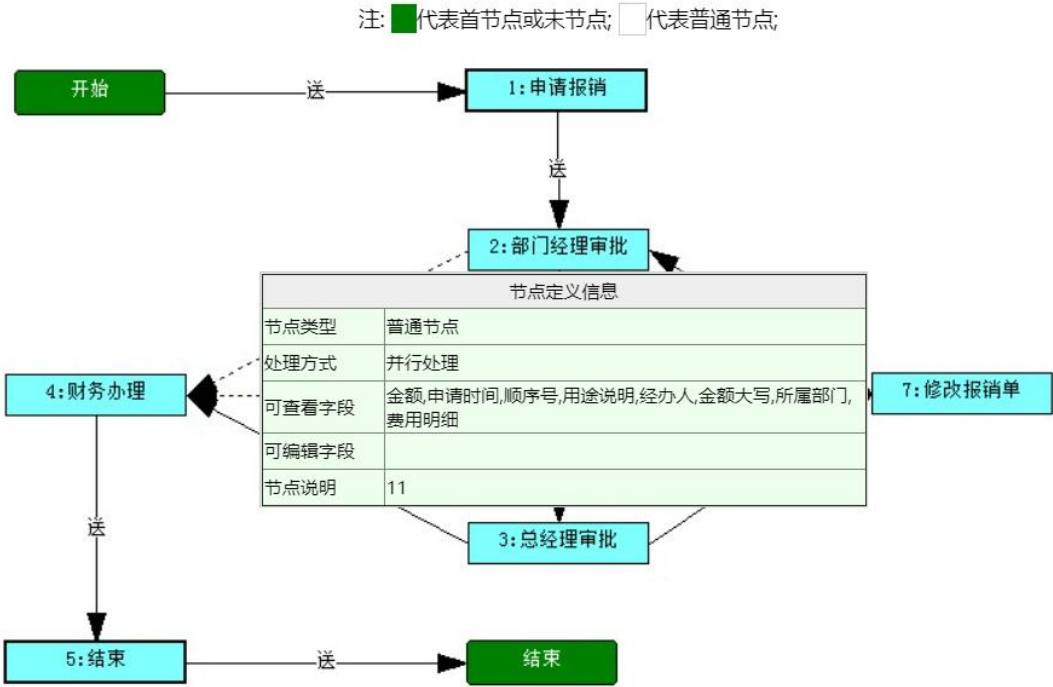 注: 代表首节点或末节点; 代表普通节点;
开始
送
1:申请报销
送
2:部门经理审批
节点定义信息
节点类型 普通节点
处理方式 并行处理
4:财务办理
7:修改报销单
可查看字段 金额,申请时间,顺序号,用途说明,经办人,金额大写,所属部门,
费用明细
可编辑字段
节点说明 11
送
3:总经理审批
5:结束
送
结束